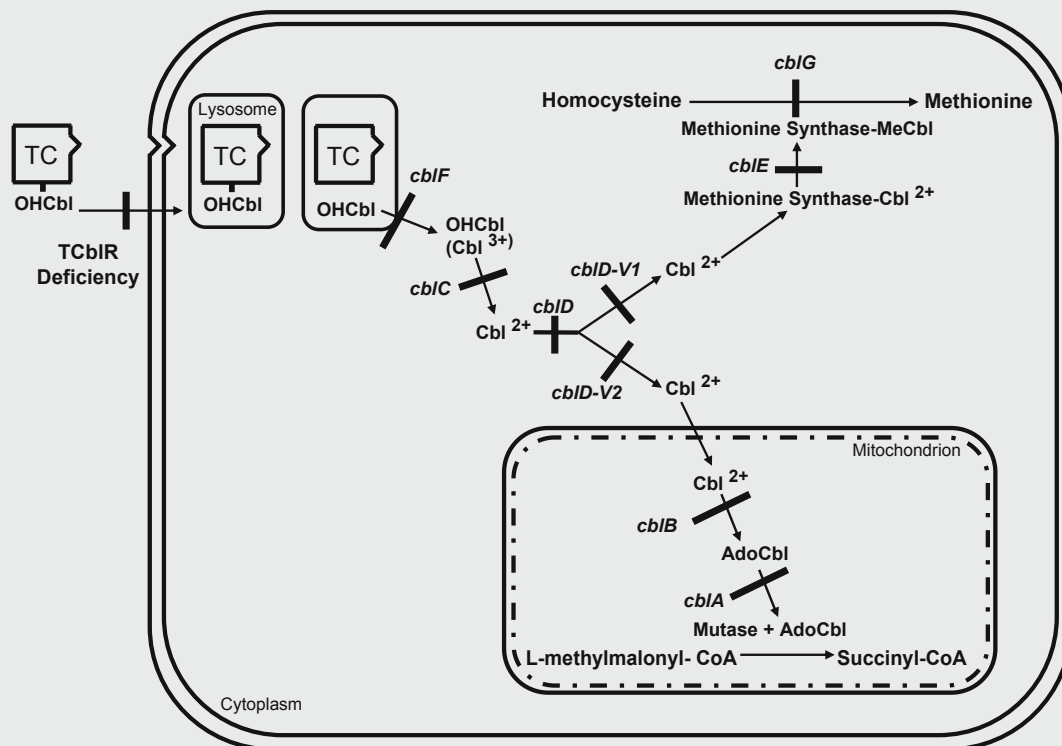 cblG
Homocysteine
Methionine
Methionine Synthase-MeCbl
cblE
Methionine Synthase-Cbl 2+
Lysosome
TC
OHCbl
TC
OHCbl
TC
OHCbl
cblF
TCblR
Deficiency
OHCbl
(Cbl 3+)
cblC
Cbl 2+
cblD
cblD-V1
Cbl 2+
cblD-V2
Cbl 2+
Mitochondrion
Cbl 2+
cblB
AdoCbl
cblA
Mutase + AdoCbl
L-methylmalonyl- CoA
Succinyl-CoA
Cytoplasm